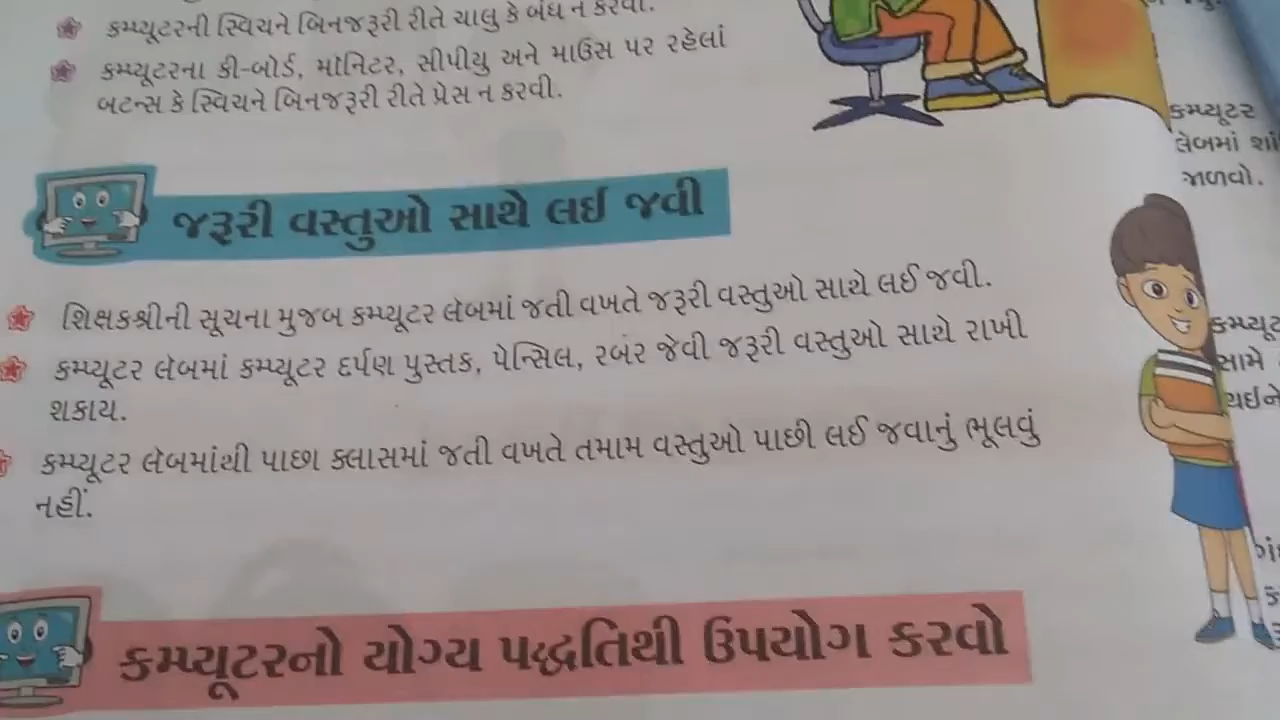 કમ્પ્યૂટરની સ્વિચને બિનજરૂરી રીતે ચાલુ કે બંધ ન કરવી.
કમ્પ્યૂટરના કી-બોર્ડ, મૉનિટર, સીપીયુ અને માઉસ પર રહેલાં
બટન્સ કે સ્વિચને બિનજરૂરી રીતે પ્રેસ ન કરવી.
જરૂરી વસ્તુઓ સાથે લઈ જવી
શિક્ષકશ્રીની સૂચના મુજબ કમ્પ્યૂટર લૅબમાં જતી વખતે જરૂરી વસ્તુઓ સાથે લઈ જવી.
કમ્પ્યૂટર લૅબમાં કમ્પ્યૂટર દર્પણ પુસ્તક, પેન્સિલ, રબર જેવી જરૂરી વસ્તુઓ સાથે રાખી
શકાય.
કમ્પ્યૂટર લૅબમાંથી પાછા ક્લાસમાં જતી વખતે તમામ વસ્તુઓ પાછી લઈ જવાનું ભૂલવું
નહીં.
કમ્પ્યૂટરનો યોગ્ય પદ્ધતિથી ઉપયોગ કરવો
કમ્પ્યૂટર
લૅબમાં
જાળવો.
સામે
થઈને